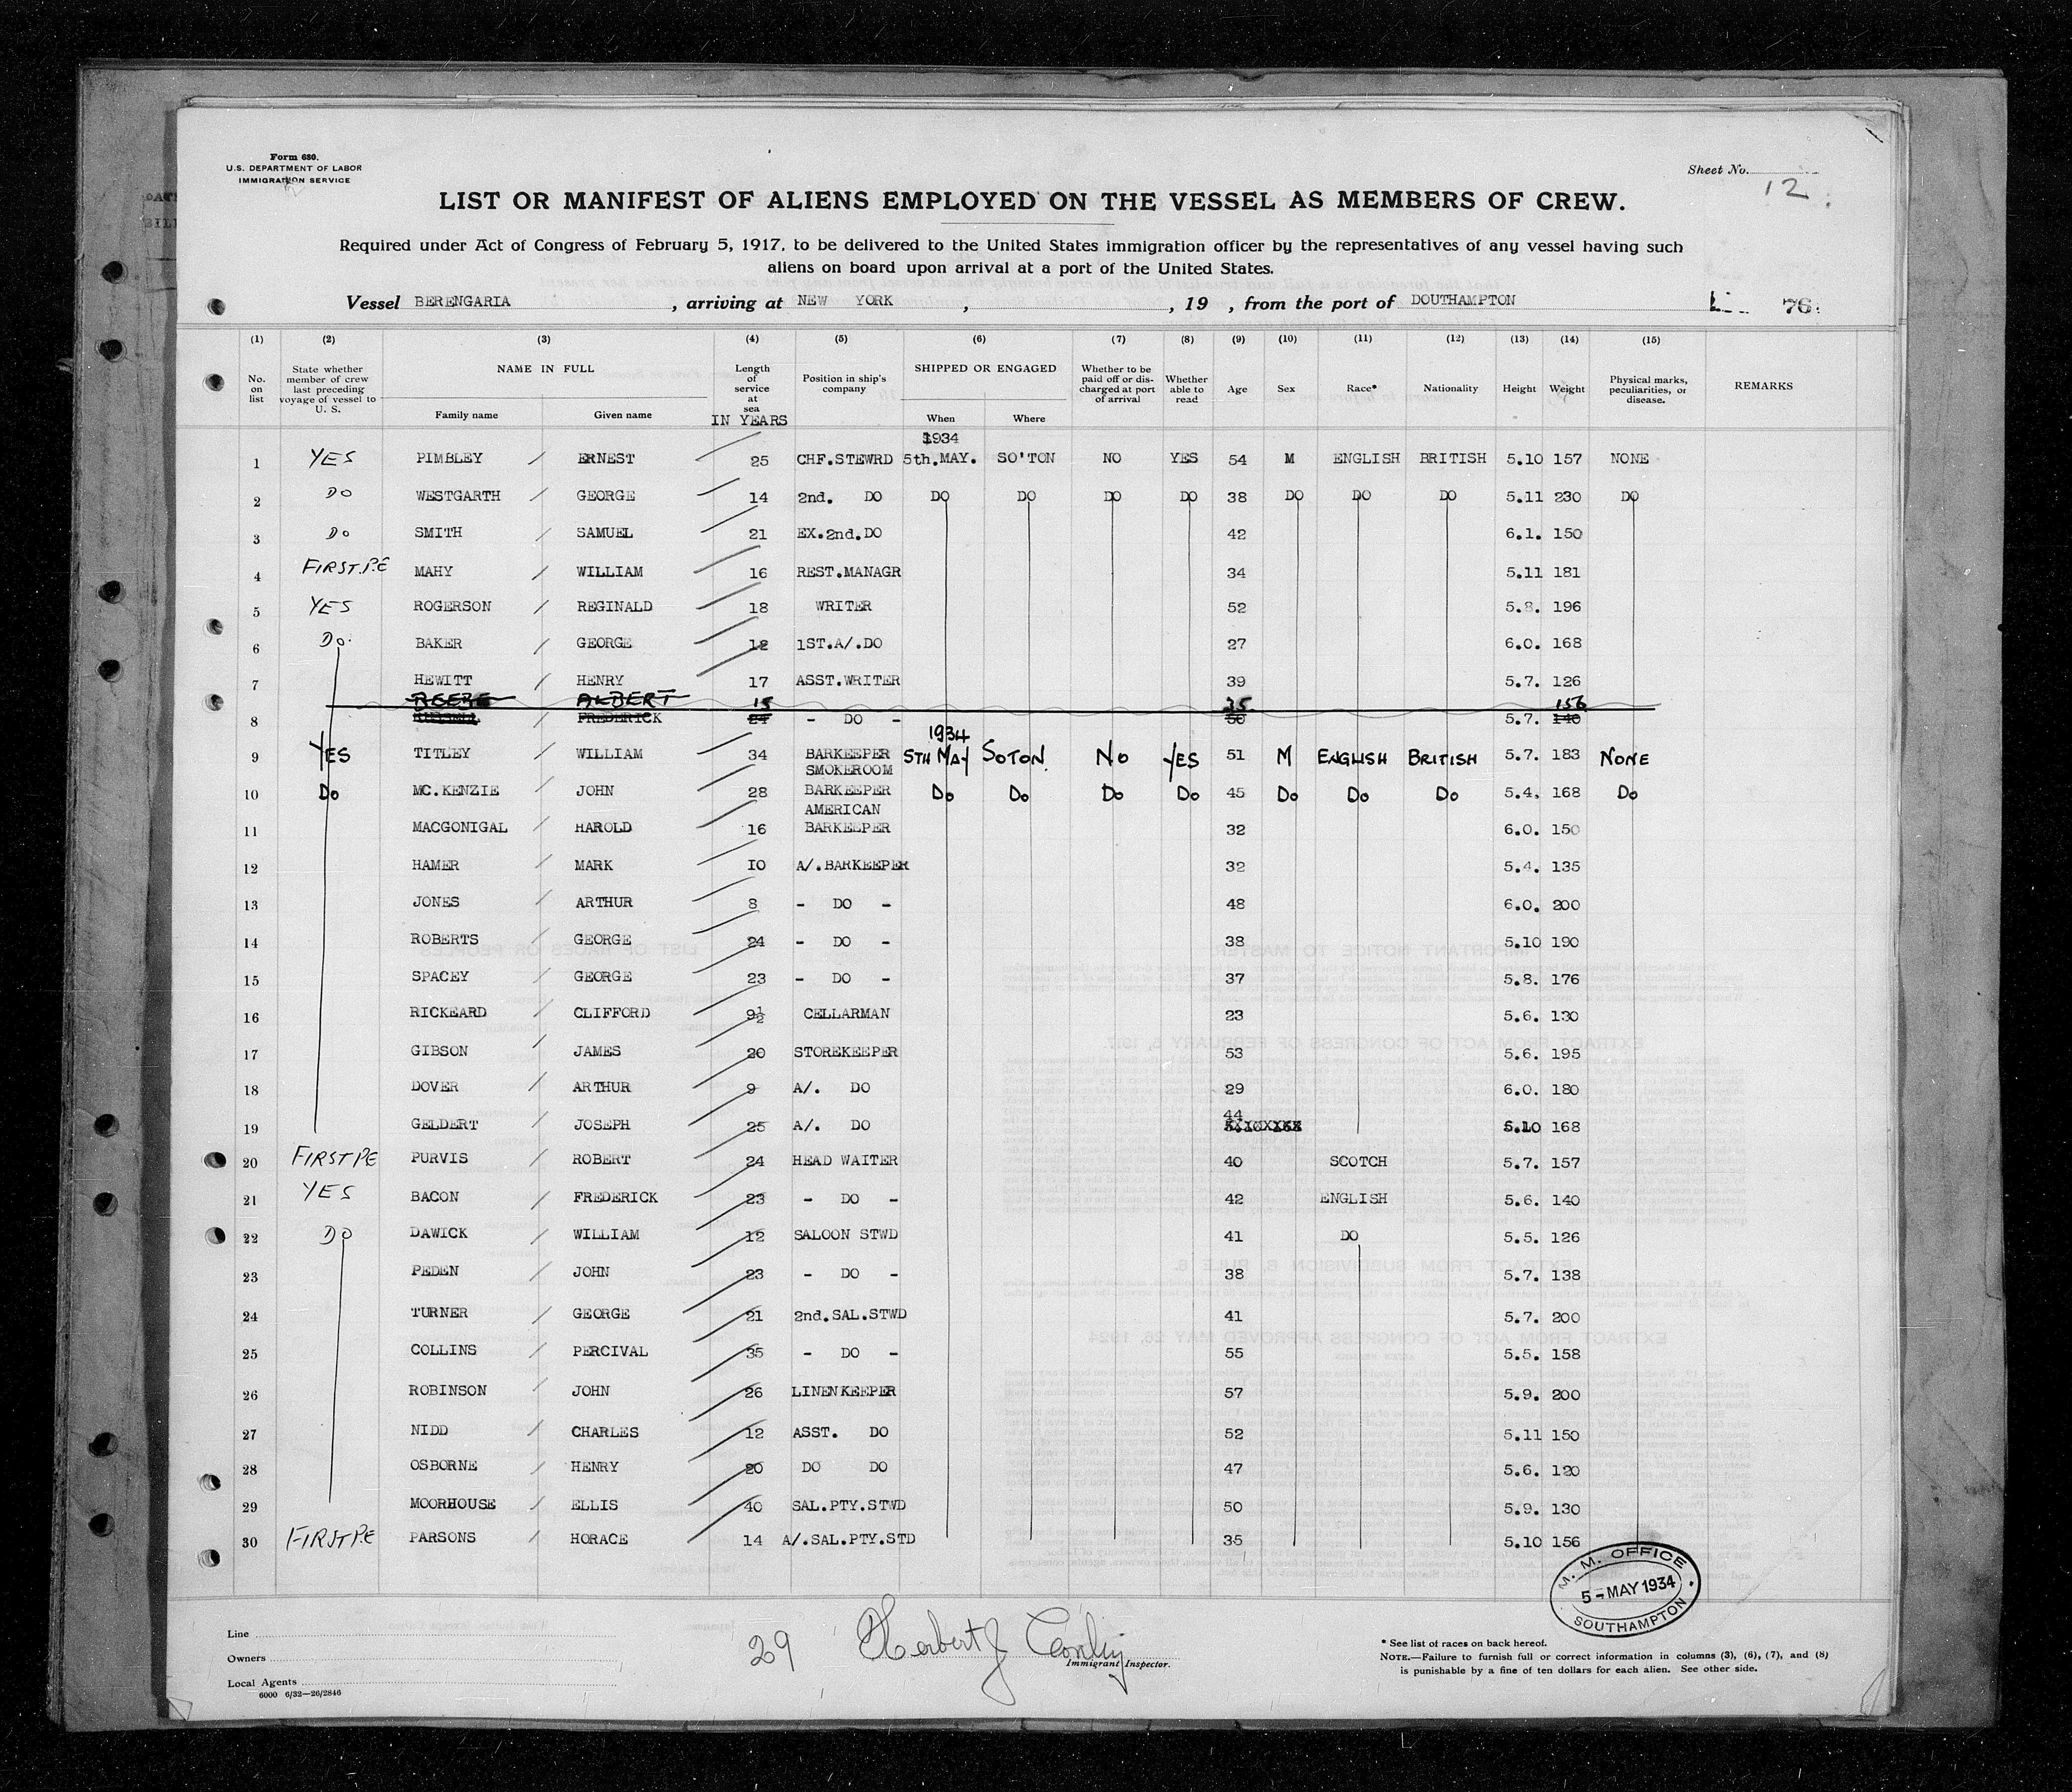 Form 680.
U.S. DEPARTMENT OF LABOR
IMMIGRATION SERVICE
Sheet No. 12.
LIST OR MANIFEST OF ALIENS EMPLOYED ON THE VESSEL AS MEMBERS OF CREW.
Required under Act of Congress of February 5, 1917, to be delivered to the United States immigration officer by the representatives of any vessel having such
aliens on board upon arrival at a port of the United States.
Vessel BERENGARIA, arriving at NEW YORK, , 19 , from the port of DOUTHAMPTON 76.
(1) (2) (3) (4) (5) (6) (7) (8) (9) (10) (11) (12) (13) (14) (15)
No. on list State whether member of crew last preceding voyage of vessel to U. S. NAME IN FULL Family name Given name Length of service at sea IN YEARS Position in ship's company SHIPPED OR ENGAGED When Where Whether to be paid off or discharged at port of arrival Whether able to read Age Sex Race* Nationality Height Weight Physical marks, peculiarities, or disease. REMARKS
1934
1 YES PIMBLEY / ERNEST 25 CHF.STEWRD 5th.MAY. SO'TON NO YES 54 M ENGLISH BRITISH 5.10 157 NONE
2 DO WESTGARTH / GEORGE 14 2nd. DO DO DO DO DO 38 DO DO DO 5.11 230 DO
3 DO SMITH / SAMUEL 21 EX.2nd.DO 42 6.1. 150
4 FIRST.P.E MAHY / WILLIAM 16 REST.MANAGR 34 5.11 181
5 YES ROGERSON / REGINALD 18 WRITER 52 5.8. 196
6 DO. BAKER / GEORGE 12 1ST.A/.DO 27 6.0. 168
7 HEWITT / HENRY 17 ASST.WRITER 39 5.7. 126
ALBERT 15 35 156
8 FREDERICK 24 - DO - 50 5.7. 140
1934
9 YES TITLEY / WILLIAM 34 BARKEEPER 5TH MAY SOTON. NO YES 51 M ENGLISH BRITISH 5.7. 183 NONE
SMOKEROOM
10 DO MC.KENZIE / JOHN 28 BARKEEPER DO DO DO DO 45 DO DO DO 5.4. 168 DO
AMERICAN
11 MACGONIGAL / HAROLD 16 BARKEEPER 32 6.0. 150
12 HAMER / MARK 10 A/.BARKEEPER 32 5.4. 135
13 JONES / ARTHUR 8 - DO - 48 6.0. 200
14 ROBERTS / GEORGE 24 - DO - 38 5.10 190
15 SPACEY / GEORGE 23 - DO - 37 5.8. 176
16 RICKEARD / CLIFFORD 9½ CELLARMAN 23 5.6. 130
17 GIBSON / JAMES 20 STOREKEEPER 53 5.6. 195
18 DOVER / ARTHUR 9 A/. DO 29 6.0. 180
44
19 GELDERT / JOSEPH 25 A/. DO 5.10 168
20 FIRST PE PURVIS / ROBERT 24 HEAD WAITER 40 SCOTCH 5.7. 157
21 YES BACON / FREDERICK 23 - DO - 42 ENGLISH 5.6. 140
22 DO DAWICK / WILLIAM 12 SALOON STWD 41 DO 5.5. 126
23 PEDEN / JOHN 23 - DO - 38 5.7. 138
24 TURNER / GEORGE 21 2nd.SAL.STWD 41 5.7. 200
25 COLLINS / PERCIVAL 35 - DO - 55 5.5. 158
26 ROBINSON / JOHN 26 LINENKEEPER 57 5.9. 200
27 NIDD / CHARLES 12 ASST. DO 52 5.11 150
28 OSBORNE / HENRY 20 DO DO 47 5.6. 120
29 MOORHOUSE / ELLIS 40 SAL.PTY.STWD 50 5.9. 130
30 FIRST P.E PARSONS / HORACE 14 A/.SAL.PTY.STD 35 5.10 156
M. M. OFFICE
5 - MAY 1934
SOUTHAMPTON
Line
Owners
Local Agents
6000 6/32-26/2846
29 Herbert J Conlin
Immigrant Inspector.
* See list of races on back hereof.
NOTE.—Failure to furnish full or correct information in columns (3), (6), (7), and (8)
is punishable by a fine of ten dollars for each alien. See other side.